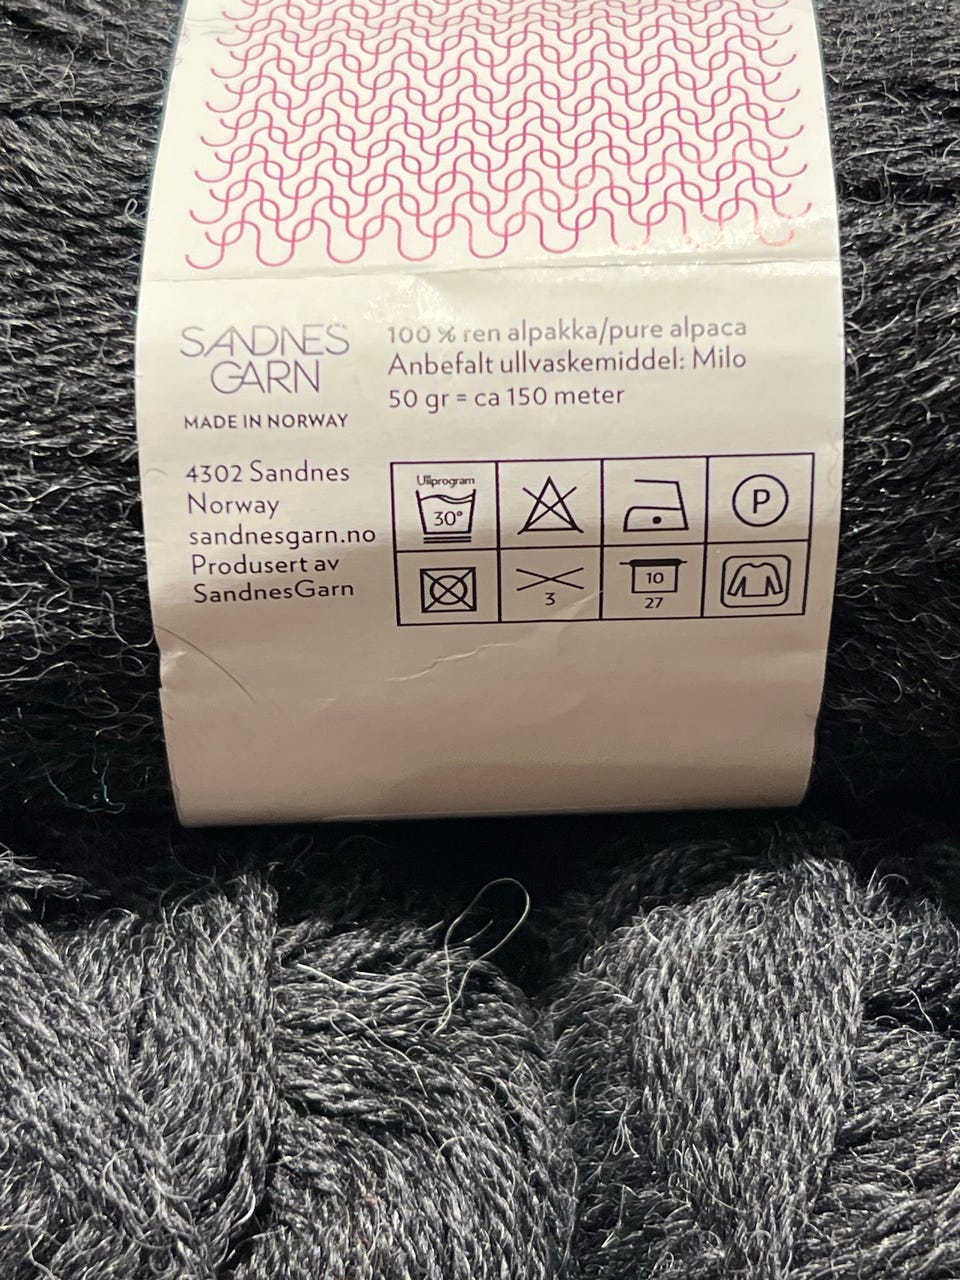 SANDNES
GARN
MADE IN NORWAY
4302 Sandnes
Norway
sandnesgarn.no
Produsert av
SandnesGarn
100 % ren alpakka/pure alpaca
Anbefalt ullvaskemiddel: Milo
50 gr = ca 150 meter
Ullprogram
30°
P
3
10
27